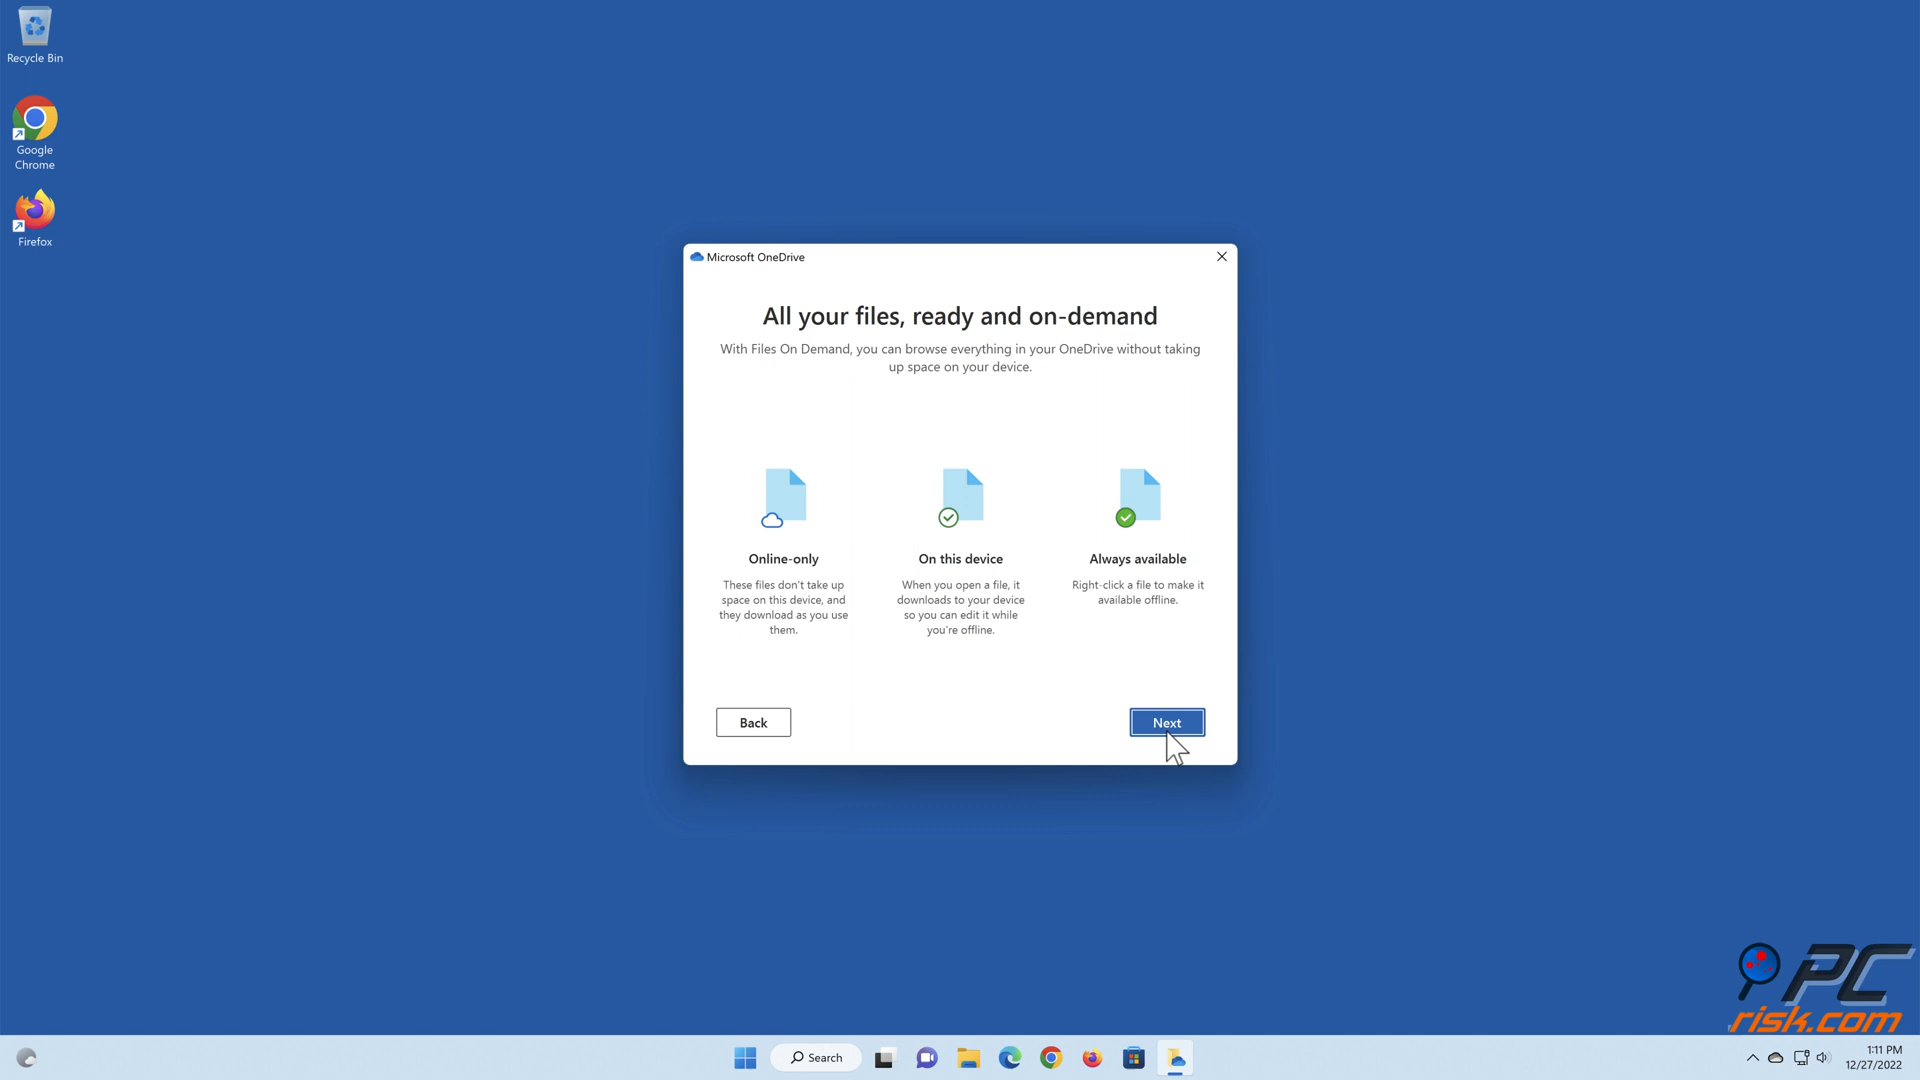 Recycle Bin
Google
Chrome
Firefox
Microsoft OneDrive
All your files, ready and on-demand
With Files On Demand, you can browse everything in your OneDrive without taking
up space on your device.
Online-only
These files don't take up
space on this device, and
they download as you use
them.
On this device
When you open a file, it
downloads to your device
so you can edit it while
you're offline.
Always available
Right-click a file to make it
available offline.
Back
Next
PC
risk.com
Search
1:11 PM
12/27/2022